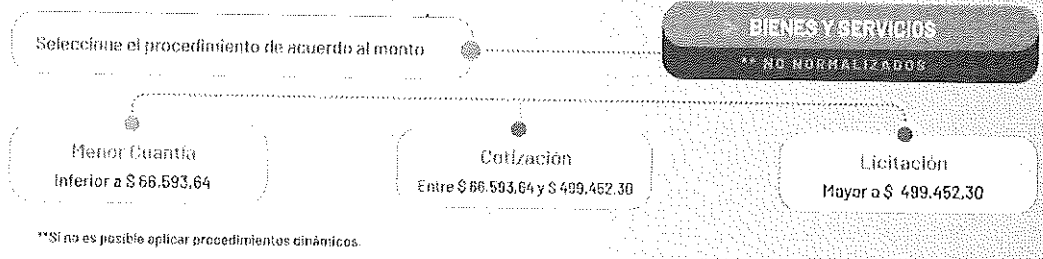 Seleccione el procedimiento de acuerdo al monto
BIENES Y SERVICIOS
** NO NORMALIZADOS
Menor Cuantía
Inferior a $ 66.593,64
Cotización
Entre $ 66.593,64 y $ 499.452,30
Licitación
Mayor a $ 499.452,30
**Si no es posible aplicar procedimientos dinámicos.